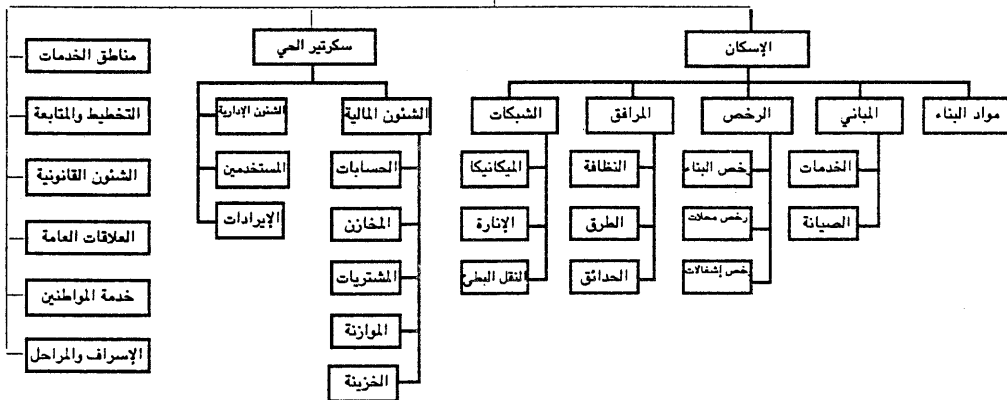 الإسكان
سكرتير الحي
مواد البناء
المباني
الخدمات
الصيانة
الرخص
رخص البناء
رخص محلات
رخص إشغالات
المرافق
النظافة
الطرق
الحدائق
الشبكات
الميكانيكا
الإنارة
النقل البطئ
الشئون المالية
الحسابات
المخازن
المشتريات
الموازنة
الخزينة
الشئون الإدارية
المستخدمين
الإيرادات
مناطق الخدمات
التخطيط والمتابعة
الشئون القانونية
العلاقات العامة
خدمة المواطنين
الإسراف والمراحل